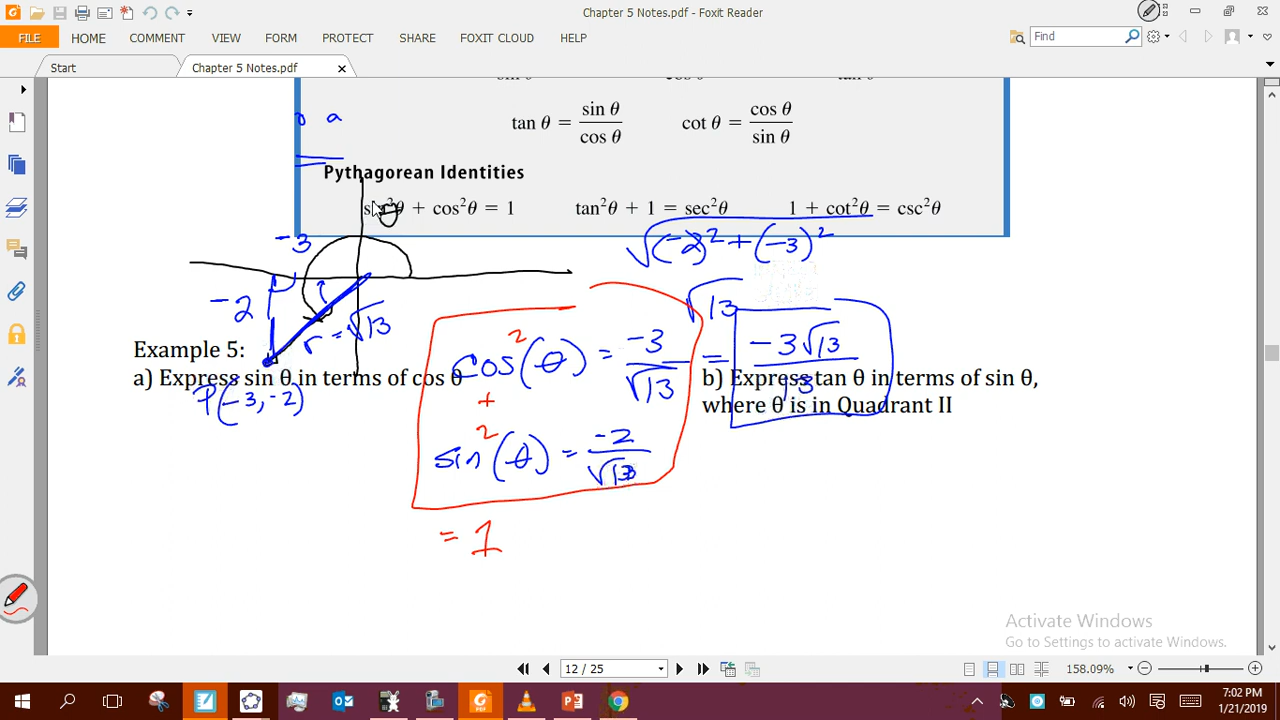 Chapter 5 Notes.pdf - Foxit Reader
FILE HOME COMMENT VIEW FORM PROTECT SHARE FOXIT CLOUD HELP
Find
Start Chapter 5 Notes.pdf
tan θ = sin θ / cos θ cot θ = cos θ / sin θ
a
Pythagorean Identities
sin²θ + cos²θ = 1 tan²θ + 1 = sec²θ 1 + cot²θ = csc²θ
θ
-3
√(-2)² + (-3)²
-2
r = √13
√13
Example 5:
a) Express sin θ in terms of cos θ
P(-3, -2)
cos²(θ) = -3/√13 = -3√13/13
+
sin²(θ) = -2/√13
= 1
b) Express tan θ in terms of sin θ,
where θ is in Quadrant II
Activate Windows
Go to Settings to activate Windows.
12 / 25
158.09%
7:02 PM
1/21/2019